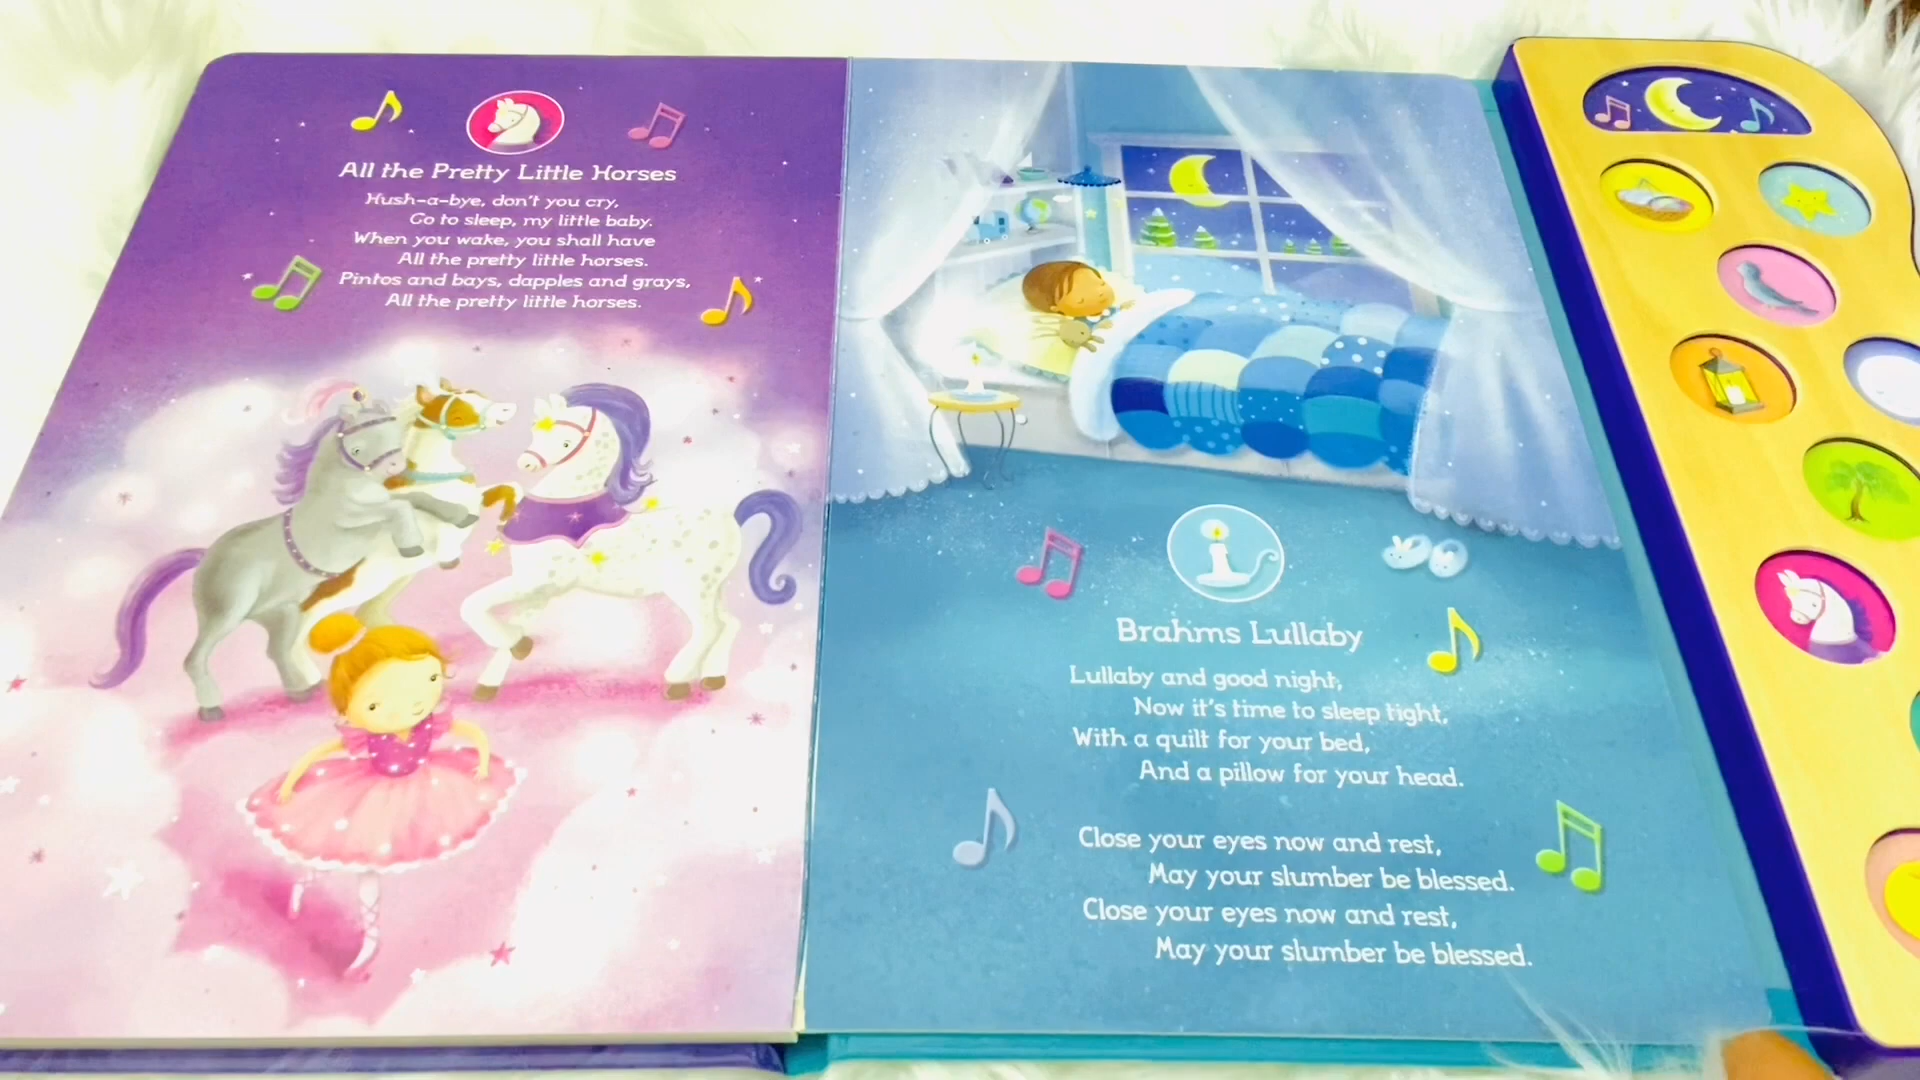 All the Pretty Little Horses
Hush-a-bye, don't you cry,
Go to sleep, my little baby.
When you wake, you shall have
All the pretty little horses.
Pintos and bays, dapples and grays,
All the pretty little horses.
Brahms Lullaby
Lullaby and good night,
Now it's time to sleep tight,
With a quilt for your bed,
And a pillow for your head.
Close your eyes now and rest,
May your slumber be blessed.
Close your eyes now and rest,
May your slumber be blessed.